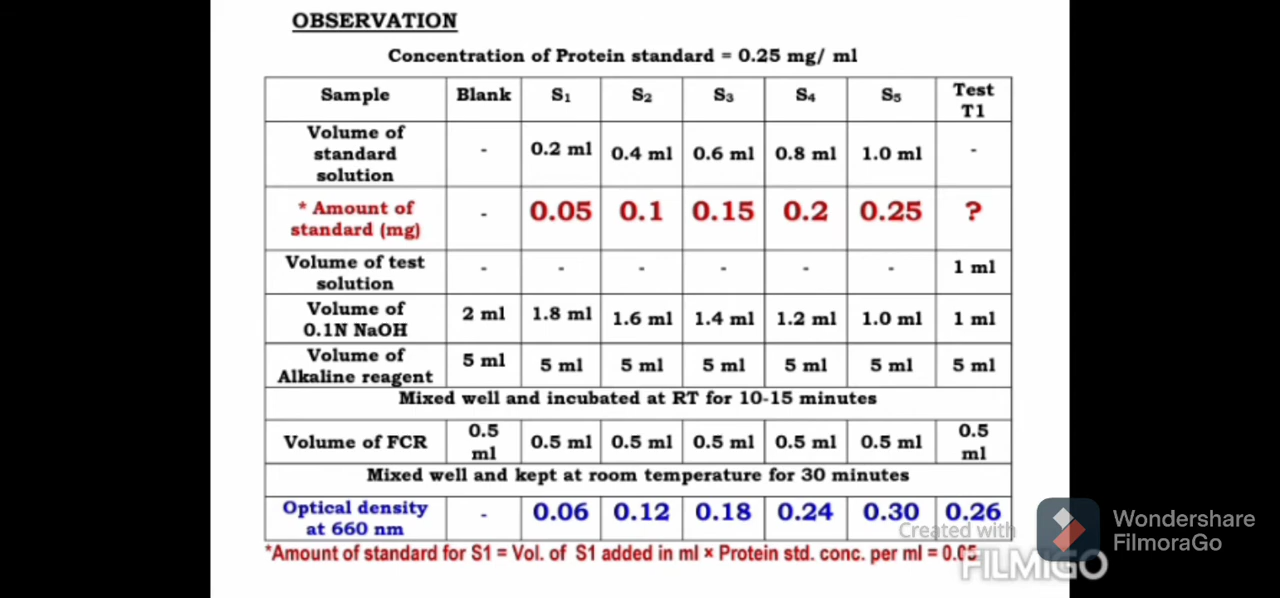 OBSERVATION
Concentration of Protein standard = 0.25 mg/ ml
Sample Blank S1 S2 S3 S4 S5 Test T1
Volume of standard solution - 0.2 ml 0.4 ml 0.6 ml 0.8 ml 1.0 ml -
* Amount of standard (mg) - 0.05 0.1 0.15 0.2 0.25 ?
Volume of test solution - - - - - - 1 ml
Volume of 0.1N NaOH 2 ml 1.8 ml 1.6 ml 1.4 ml 1.2 ml 1.0 ml 1 ml
Volume of Alkaline reagent 5 ml 5 ml 5 ml 5 ml 5 ml 5 ml 5 ml
Mixed well and incubated at RT for 10-15 minutes
Volume of FCR 0.5 ml 0.5 ml 0.5 ml 0.5 ml 0.5 ml 0.5 ml 0.5 ml
Mixed well and kept at room temperature for 30 minutes
Optical density at 660 nm - 0.06 0.12 0.18 0.24 0.30 0.26
*Amount of standard for S1 = Vol. of S1 added in ml × Protein std. conc. per ml = 0.05
Created with
FILMIGO
Wondershare
FilmoraGo